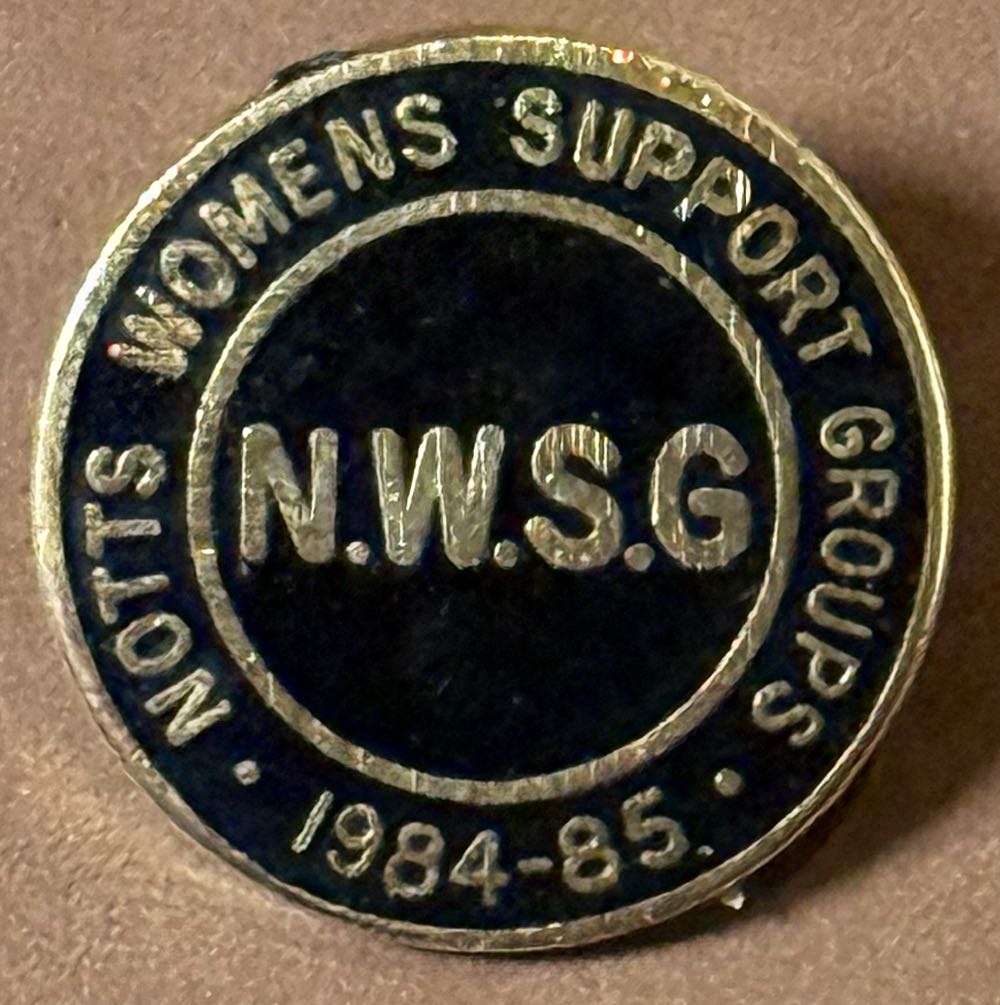 NOTTS WOMENS SUPPORT GROUPS
N.W.S.G
• 1984-85 •